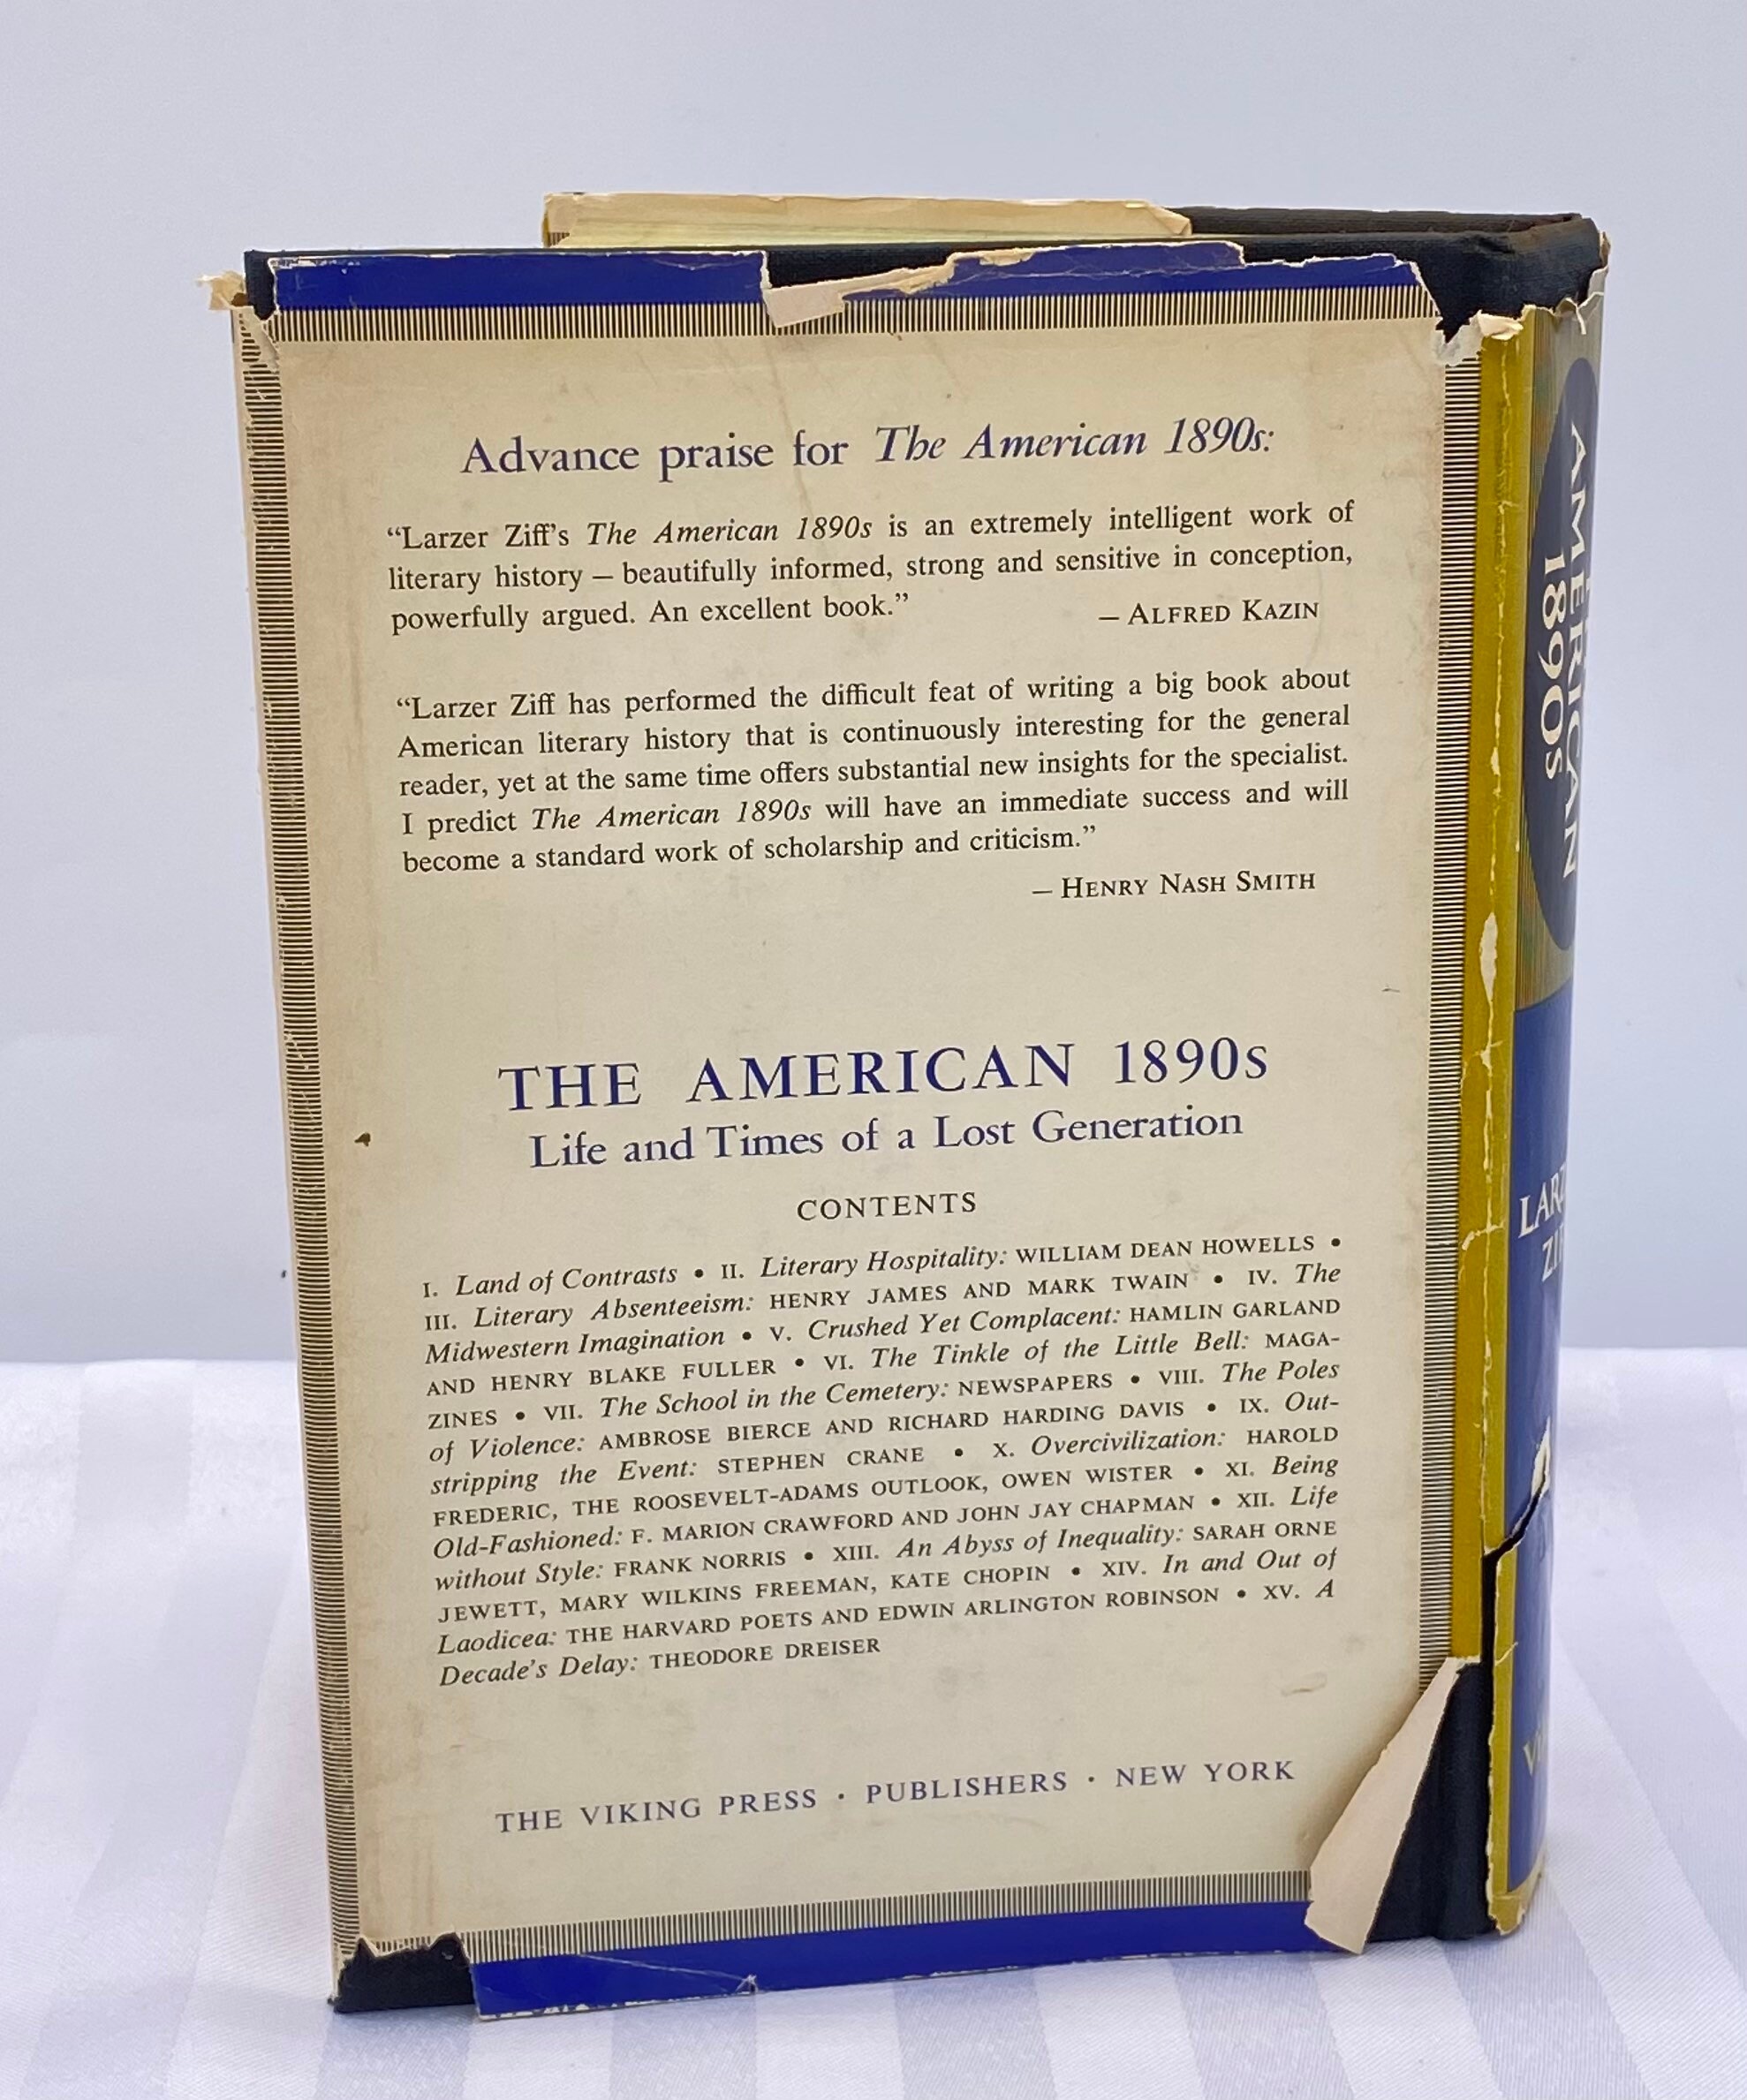 Advance praise for The American 1890s:
“Larzer Ziff’s The American 1890s is an extremely intelligent work of
literary history – beautifully informed, strong and sensitive in conception,
powerfully argued. An excellent book.” – ALFRED KAZIN
“Larzer Ziff has performed the difficult feat of writing a big book about
American literary history that is continuously interesting for the general
reader, yet at the same time offers substantial new insights for the specialist.
I predict The American 1890s will have an immediate success and will
become a standard work of scholarship and criticism.”
– HENRY NASH SMITH
THE AMERICAN 1890s
Life and Times of a Lost Generation
CONTENTS
I. Land of Contrasts • II. Literary Hospitality: WILLIAM DEAN HOWELLS •
III. Literary Absenteeism: HENRY JAMES AND MARK TWAIN • IV. The
Midwestern Imagination • V. Crushed Yet Complacent: HAMLIN GARLAND
AND HENRY BLAKE FULLER • VI. The Tinkle of the Little Bell: MAGA-
ZINES • VII. The School in the Cemetery: NEWSPAPERS • VIII. The Poles
of Violence: AMBROSE BIERCE AND RICHARD HARDING DAVIS • IX. Out-
stripping the Event: STEPHEN CRANE • X. Overcivilization: HAROLD
FREDERIC, THE ROOSEVELT-ADAMS OUTLOOK, OWEN WISTER • XI. Being
Old-Fashioned: F. MARION CRAWFORD AND JOHN JAY CHAPMAN • XII. Life
without Style: FRANK NORRIS • XIII. An Abyss of Inequality: SARAH ORNE
JEWETT, MARY WILKINS FREEMAN, KATE CHOPIN • XIV. In and Out of
Laodicea: THE HARVARD POETS AND EDWIN ARLINGTON ROBINSON • XV. A
Decade’s Delay: THEODORE DREISER
THE VIKING PRESS · PUBLISHERS · NEW YORK
AMERICAN
1890s